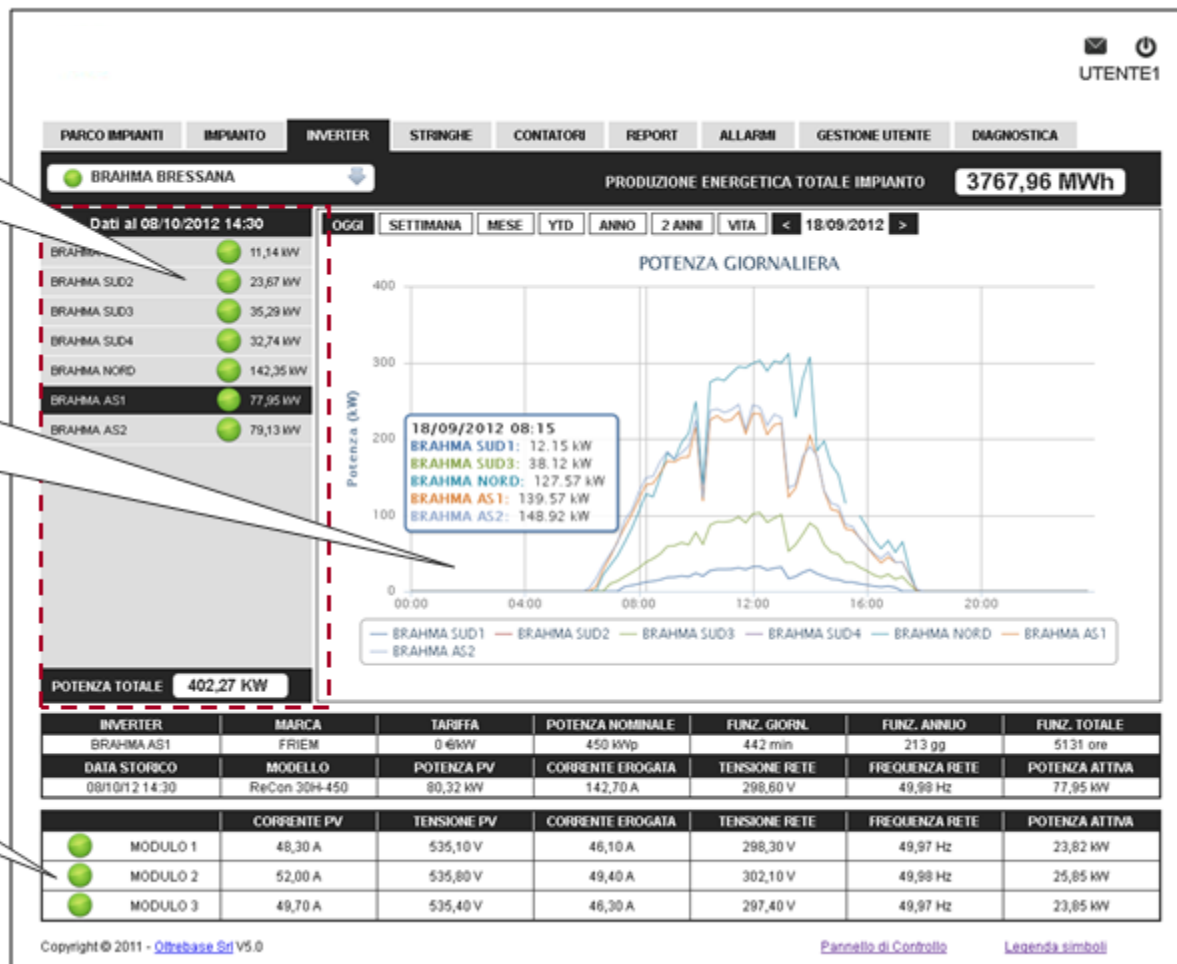 UTENTE1
PARCO IMPIANTI IMPIANTO INVERTER STRINGHE CONTATORI REPORT ALLARMI GESTIONE UTENTE DIAGNOSTICA
BRAHMA BRESSANA PRODUZIONE ENERGETICA TOTALE IMPIANTO 3767,96 MWh
Dati al 08/10/2012 14:30
BRAHMA 11,14 kW
BRAHMA SUD2 23,67 kW
BRAHMA SUD3 35,29 kW
BRAHMA SUD4 32,74 kW
BRAHMA NORD 142,35 kW
BRAHMA AS1 77,95 kW
BRAHMA AS2 79,13 kW
POTENZA TOTALE 402,27 KW
OGGI SETTIMANA MESE YTD ANNO 2 ANNI VITA < 18/09/2012 >
POTENZA GIORNALIERA
Potenza (kW)
400
300
200
100
0
18/09/2012 08:15
BRAHMA SUD1: 12.15 kW
BRAHMA SUD3: 38.12 kW
BRAHMA NORD: 127.57 kW
BRAHMA AS1: 139.57 kW
BRAHMA AS2: 148.92 kW
00:00 04:00 08:00 12:00 16:00 20:00
BRAHMA SUD1 BRAHMA SUD2 BRAHMA SUD3 BRAHMA SUD4 BRAHMA NORD BRAHMA AS1
BRAHMA AS2
INVERTER MARCA TARIFFA POTENZA NOMINALE FUNZ. GIORN. FUNZ. ANNUO FUNZ. TOTALE
BRAHMA AS1 FRIEM 0 €/kW 450 kWp 442 min 213 gg 5131 ore
DATA STORICO MODELLO POTENZA PV CORRENTE EROGATA TENSIONE RETE FREQUENZA RETE POTENZA ATTIVA
08/10/12 14:30 ReCon 30H-450 80,32 kW 142,70 A 298,60 V 49,98 Hz 77,95 kW
CORRENTE PV TENSIONE PV CORRENTE EROGATA TENSIONE RETE FREQUENZA RETE POTENZA ATTIVA
MODULO 1 48,30 A 535,10 V 46,10 A 298,30 V 49,97 Hz 23,82 kW
MODULO 2 52,00 A 535,80 V 49,40 A 302,10 V 49,98 Hz 25,85 kW
MODULO 3 49,70 A 535,40 V 46,30 A 297,40 V 49,97 Hz 23,85 kW
Copyright © 2011 - Oltrebase Srl V5.0 Pannello di Controllo Legenda simboli